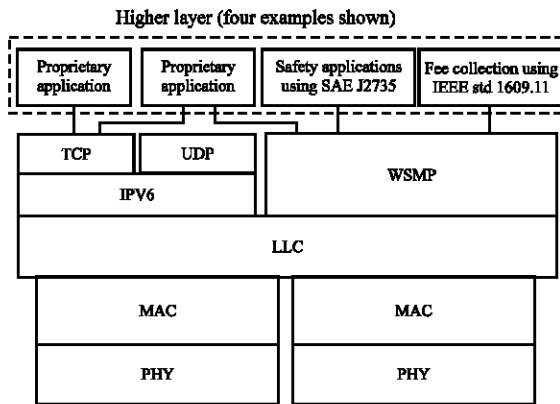 Higher layer (four examples shown)
Proprietary
application
Proprietary
application
Safety applications
using SAE J2735
Fee collection using
IEEE std 1609.11
TCP
UDP
WSMP
IPV6
LLC
MAC
MAC
PHY
PHY